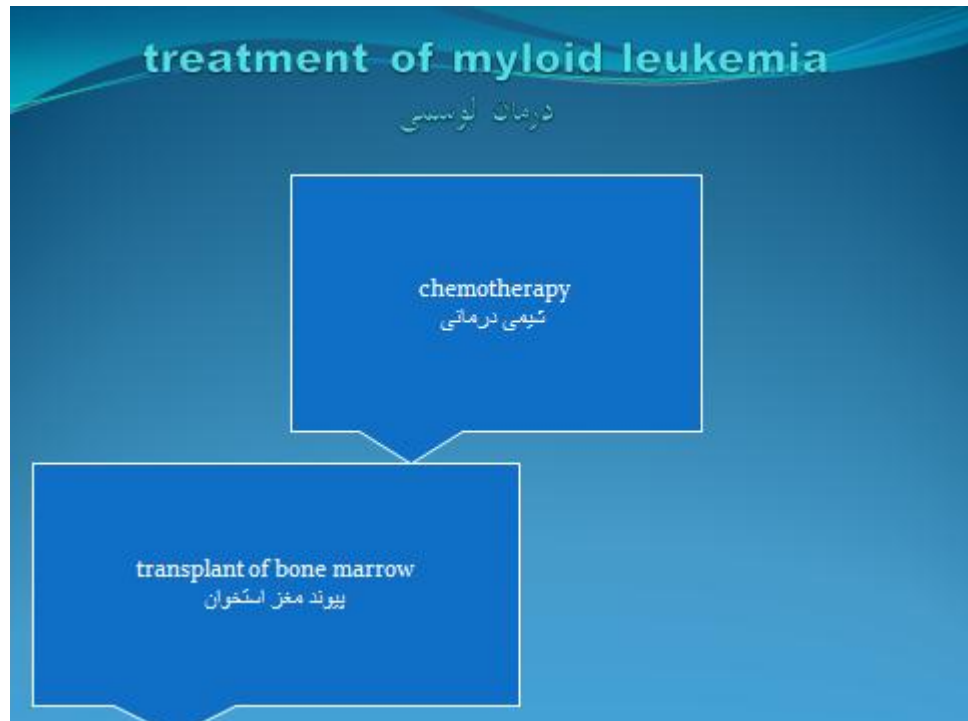 treatment of myloid leukemia
درمان لوسمی
chemotherapy
شیمی درمانی
transplant of bone marrow
پیوند مغز استخوان